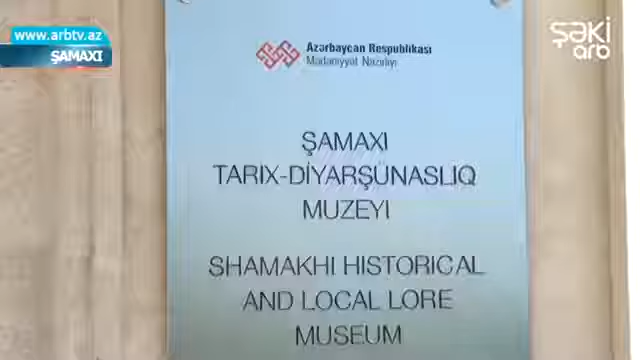 www.arbtv.az
ŞAMAXI
şəki
arb
Azərbaycan Respublikası
Mədəniyyət Nazirliyi
ŞAMAXI
TARIX-DİYARŞÜNASLIQ
MUZEYI
SHAMAKHI HISTORICAL
AND LOCAL LORE
MUSEUM